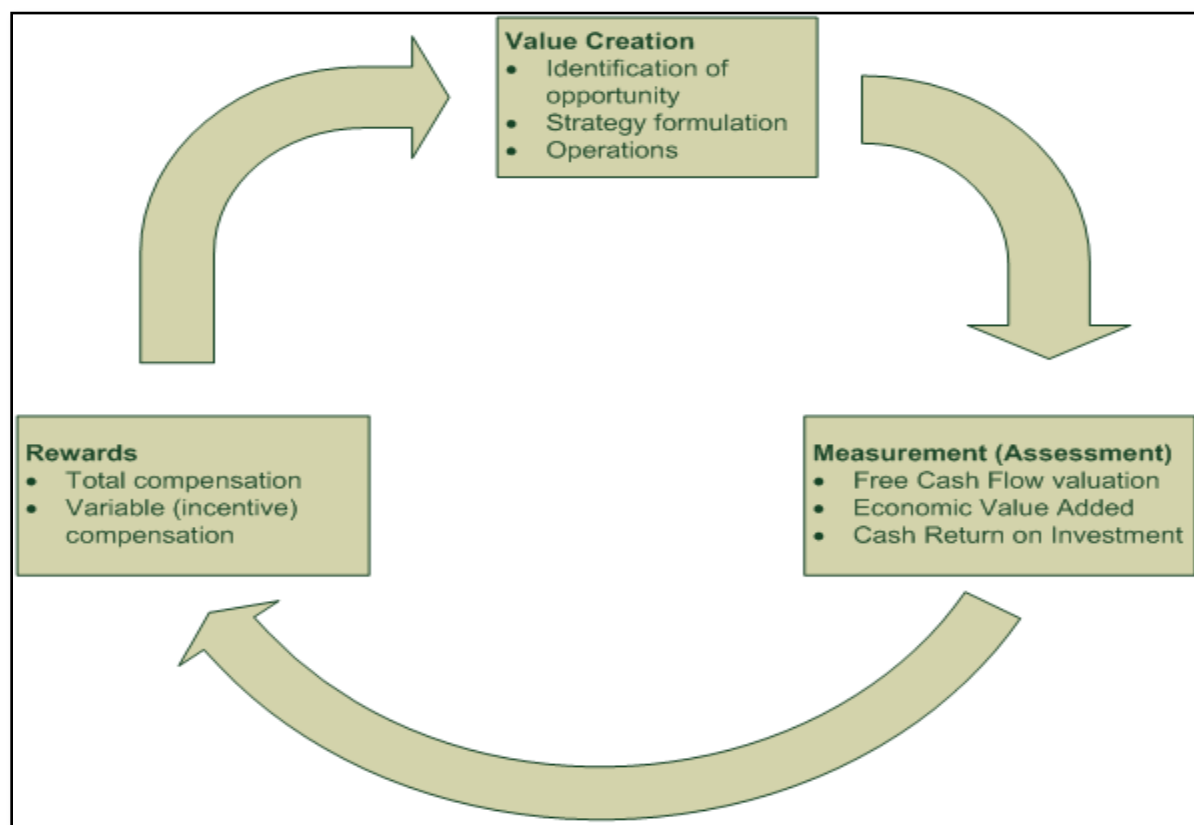 Value Creation
• Identification of
opportunity
• Strategy formulation
• Operations
Rewards
• Total compensation
• Variable (incentive)
compensation
Measurement (Assessment)
• Free Cash Flow valuation
• Economic Value Added
• Cash Return on Investment